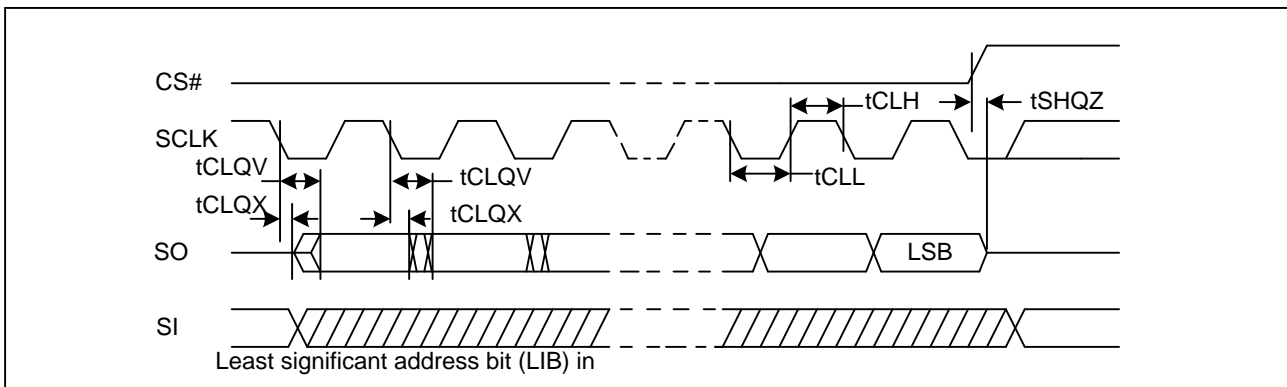 CS#
tCLH
tSHQZ
SCLK
tCLQV
tCLQV
tCLL
tCLQX
tCLQX
SO
LSB
SI
Least significant address bit (LIB) in